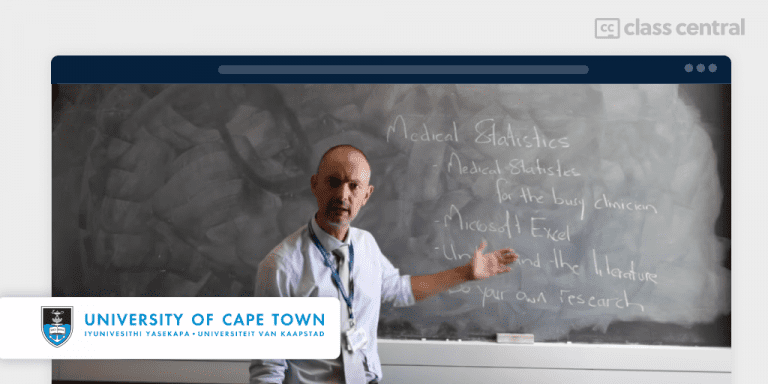 class central
Medical Statistics
- Medical Statistics
for the busy clinician
- Microsoft Excel
- and the literature
your own research
UNIVERSITY OF CAPE TOWN
IYUNIVESITHI YASEKAPA • UNIVERSITEIT VAN KAAPSTAD